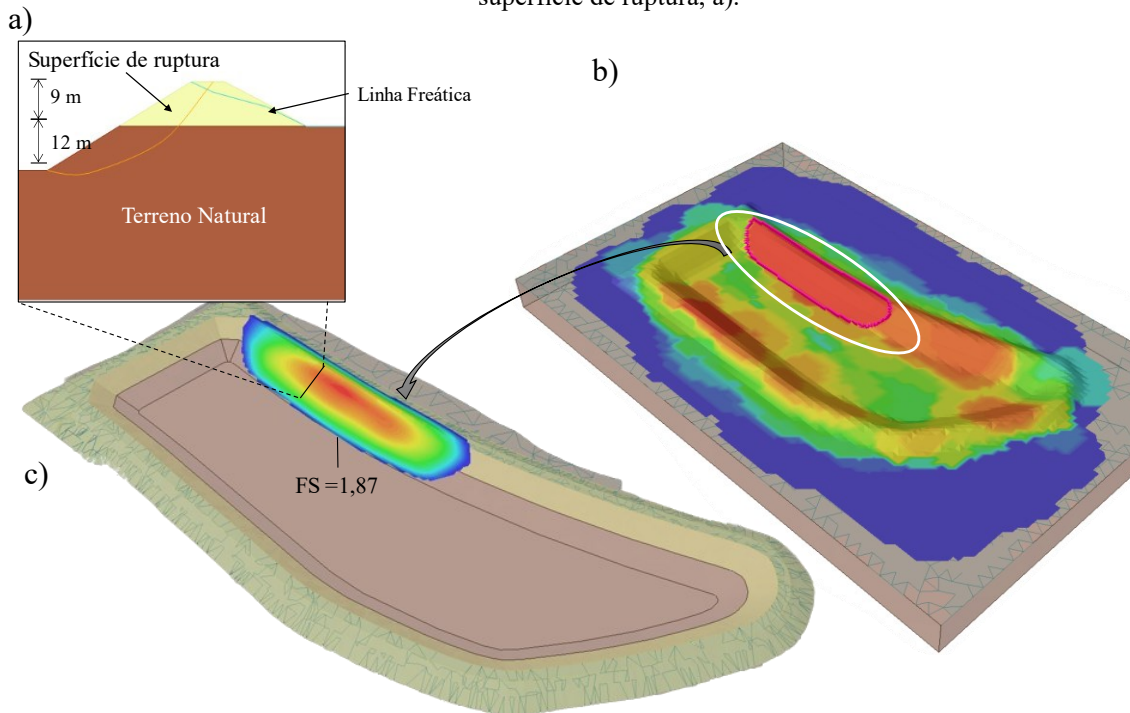 superfície de ruptura, a).
a)
Superfície de ruptura
b)
9 m
Linha Freática
12 m
Terreno Natural
c)
FS =1,87